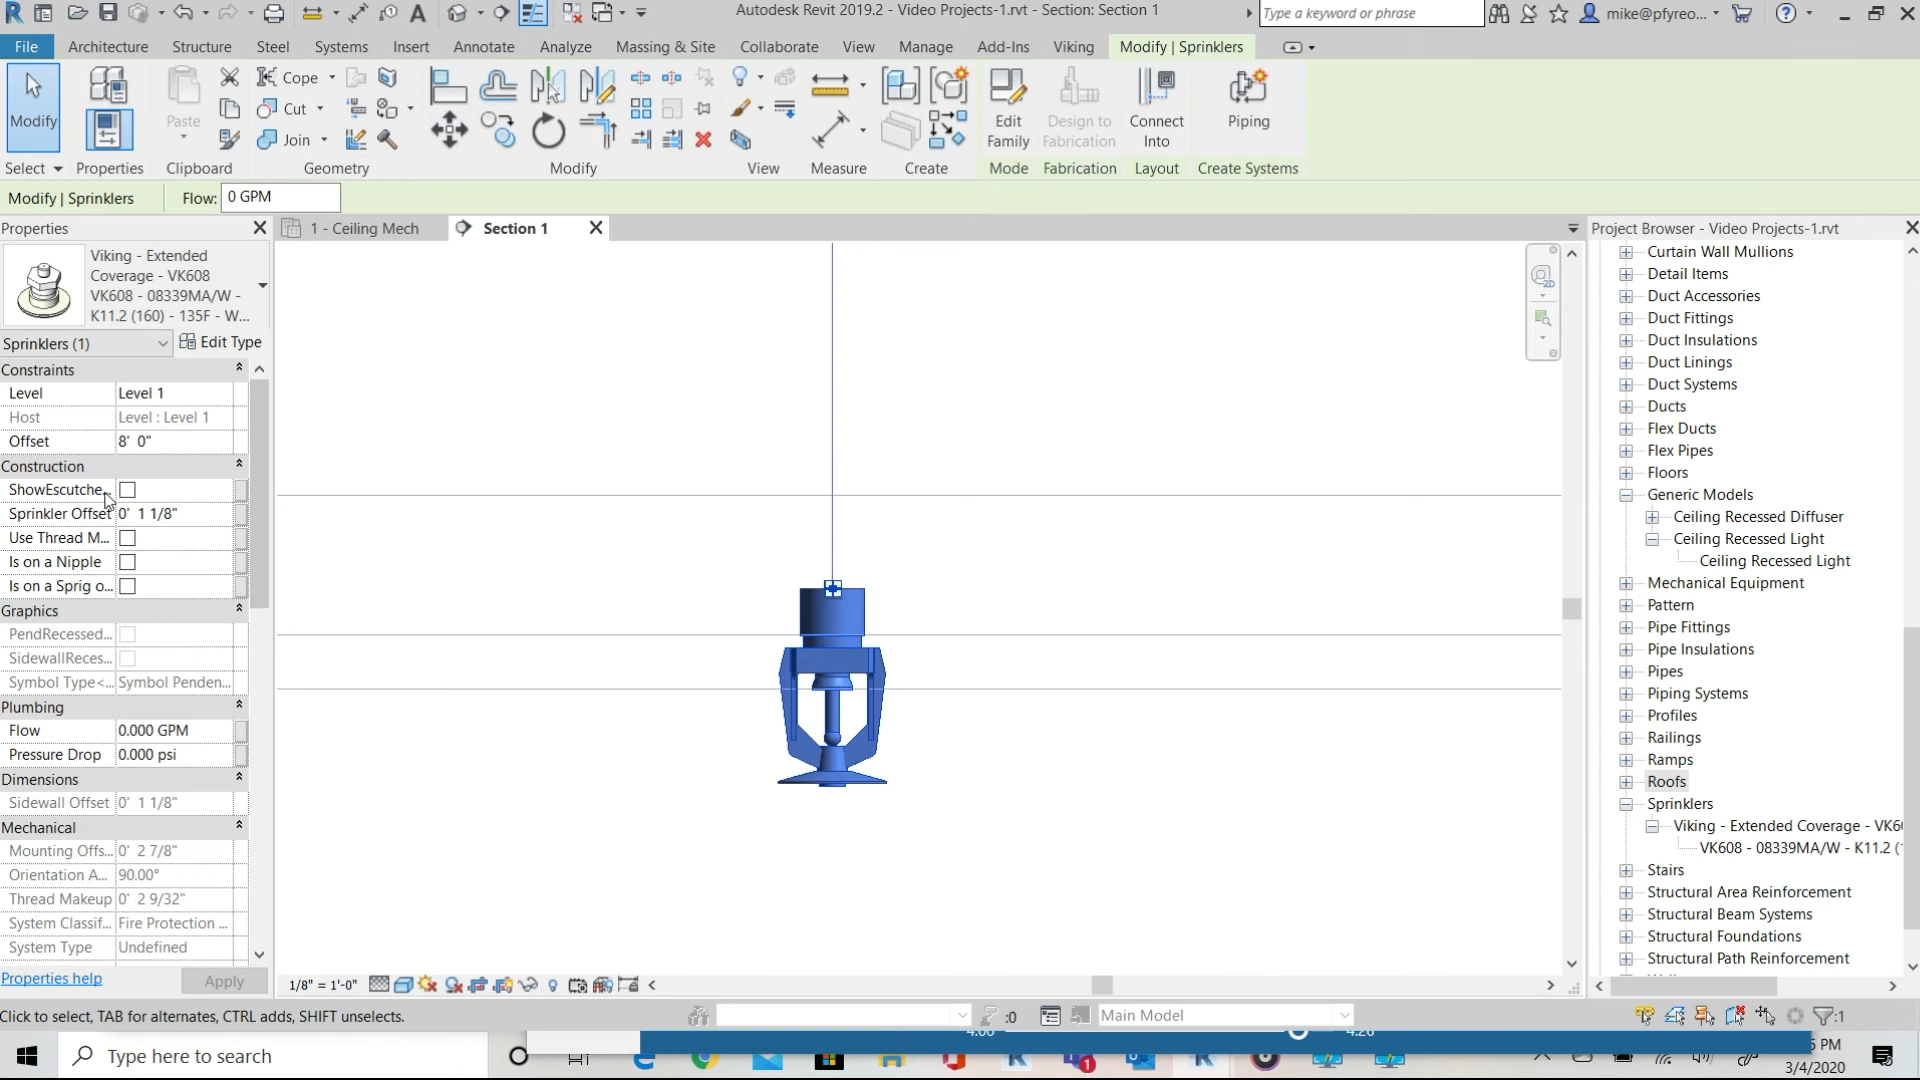 Autodesk Revit 2019.2 - Video Projects-1.rvt - Section: Section 1
Type a keyword or phrase
mike@pfyreo...
File Architecture Structure Steel Systems Insert Annotate Analyze Massing & Site Collaborate View Manage Add-Ins Viking Modify | Sprinklers
Modify
Paste
Cope
Cut
Join
Edit Family
Design to Fabrication
Connect Into
Piping
Select Properties Clipboard Geometry Modify View Measure Create Mode Fabrication Layout Create Systems
Modify | Sprinklers Flow: 0 GPM
Properties
1 - Ceiling Mech
Section 1
Project Browser - Video Projects-1.rvt
Viking - Extended
Coverage - VK608
VK608 - 08339MA/W -
K11.2 (160) - 135F - W...
Sprinklers (1)
Edit Type
Constraints
Level Level 1
Host Level : Level 1
Offset 8' 0"
Construction
ShowEscutche...
Sprinkler Offset 0' 1 1/8"
Use Thread M...
Is on a Nipple
Is on a Sprig o...
Graphics
PendRecessed...
SidewallReces...
Symbol Type<... Symbol Penden...
Plumbing
Flow 0.000 GPM
Pressure Drop 0.000 psi
Dimensions
Sidewall Offset 0' 1 1/8"
Mechanical
Mounting Offs... 0' 2 7/8"
Orientation A... 90.00°
Thread Makeup 0' 2 9/32"
System Classif... Fire Protection ...
System Type Undefined
Properties help
Apply
2D
Curtain Wall Mullions
Detail Items
Duct Accessories
Duct Fittings
Duct Insulations
Duct Linings
Duct Systems
Ducts
Flex Ducts
Flex Pipes
Floors
Generic Models
Ceiling Recessed Diffuser
Ceiling Recessed Light
Ceiling Recessed Light
Mechanical Equipment
Pattern
Pipe Fittings
Pipe Insulations
Pipes
Piping Systems
Profiles
Railings
Ramps
Roofs
Sprinklers
Viking - Extended Coverage - VK6
VK608 - 08339MA/W - K11.2 (
Stairs
Structural Area Reinforcement
Structural Beam Systems
Structural Foundations
Structural Path Reinforcement
1/8" = 1'-0"
Click to select, TAB for alternates, CTRL adds, SHIFT unselects.
:0
Main Model
:1
Type here to search
PM
3/4/2020